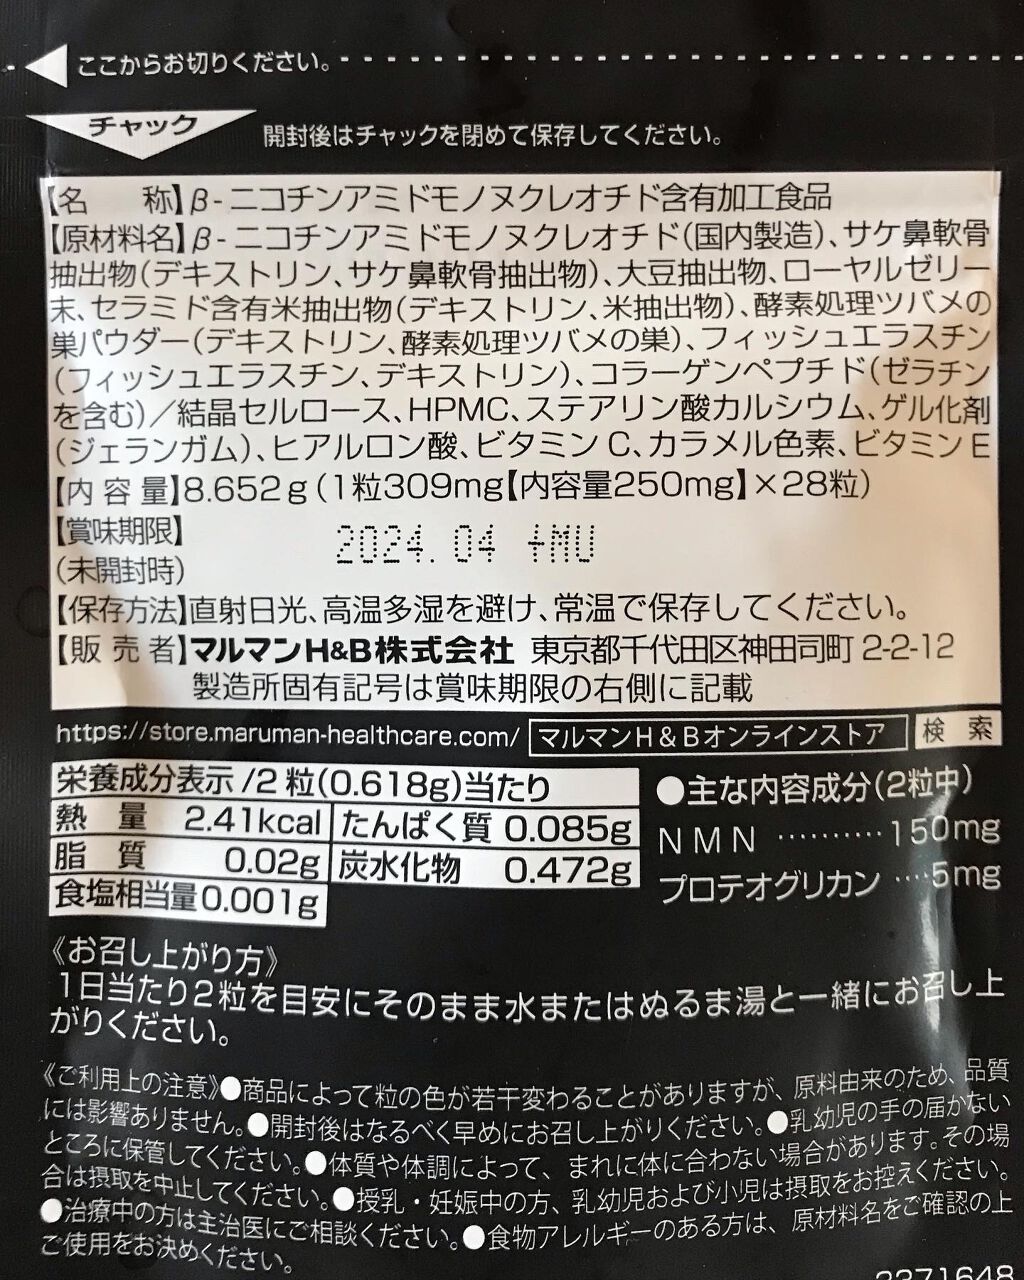 ここからお切りください。
チャック
開封後はチャックを閉めて保存してください。
【名　称】β-ニコチンアミドモノヌクレオチド含有加工食品
【原材料名】β-ニコチンアミドモノヌクレオチド(国内製造)、サケ鼻軟骨
抽出物(デキストリン、サケ鼻軟骨抽出物)、大豆抽出物、ローヤルゼリー
末、セラミド含有米抽出物(デキストリン、米抽出物)、酵素処理ツバメの
巣パウダー(デキストリン、酵素処理ツバメの巣)、フィッシュエラスチン
(フィッシュエラスチン、デキストリン)、コラーゲンペプチド(ゼラチン
を含む)／結晶セルロース、HPMC、ステアリン酸カルシウム、ゲル化剤
(ジェランガム)、ヒアルロン酸、ビタミンC、カラメル色素、ビタミンE
【内容量】8.652g(1粒309mg【内容量250mg】×28粒)
【賞味期限】
(未開封時)
2024.04 +MU
【保存方法】直射日光、高温多湿を避け、常温で保存してください。
【販売者】マルマンH&B株式会社 東京都千代田区神田司町2-2-12
製造所固有記号は賞味期限の右側に記載
https://store.maruman-healthcare.com/ マルマンH&Bオンラインストア 検索
栄養成分表示/2粒(0.618g)当たり
熱量 2.41kcal たんぱく質 0.085g
脂質 0.02g 炭水化物 0.472g
食塩相当量0.001g
●主な内容成分(2粒中)
NMN ··········150mg
プロテオグリカン ····5mg
《お召し上がり方》
1日当たり2粒を目安にそのまま水またはぬるま湯と一緒にお召し上
がりください。
《ご利用上の注意》●商品によって粒の色が若干変わることがありますが、原料由来のため、品質
には影響ありません。●開封後はなるべく早めにお召し上がりください。●乳幼児の手の届かない
ところに保管してください。●体質や体調によって、まれに体に合わない場合があります。その場
合は摂取を中止してください。●授乳・妊娠中の方、乳幼児および小児は摂取をお控えください。
●治療中の方は主治医にご相談ください。●食物アレルギーのある方は、原材料名をご確認の上
ご使用をお決めください。
2271648